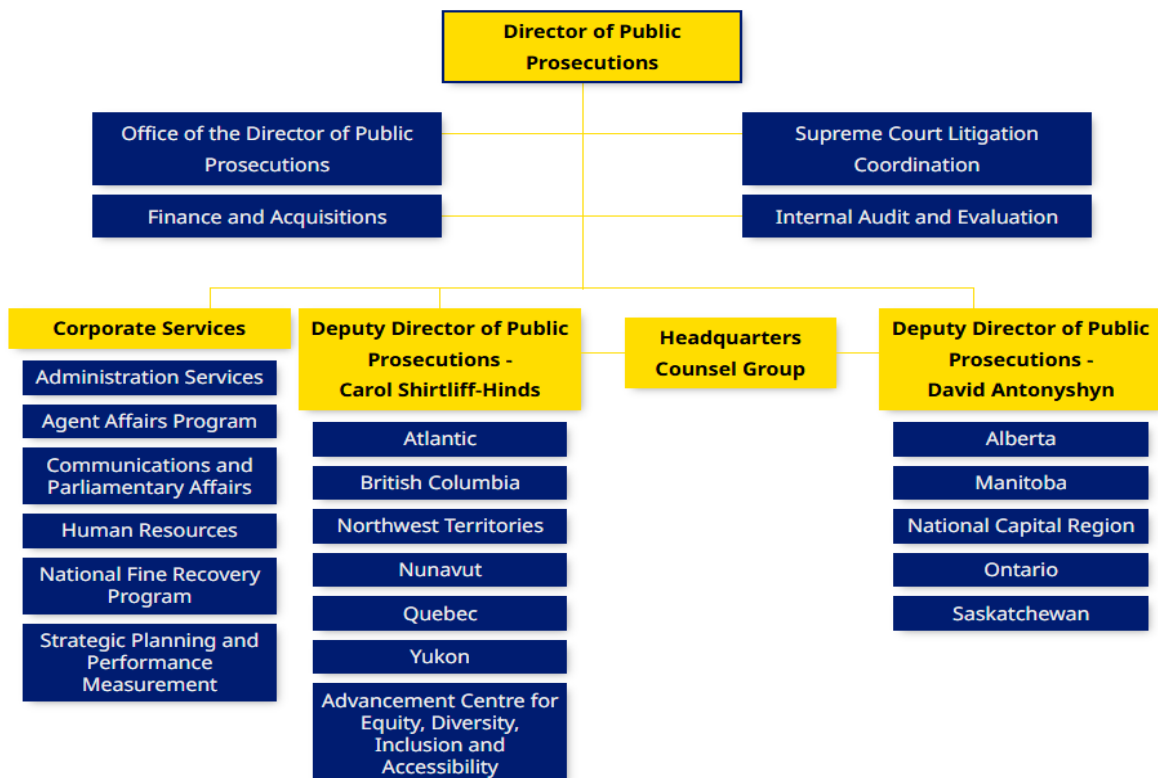 Director of Public
Prosecutions
Office of the Director of Public
Prosecutions
Supreme Court Litigation
Coordination
Finance and Acquisitions
Internal Audit and Evaluation
Corporate Services
Administration Services
Agent Affairs Program
Communications and
Parliamentary Affairs
Human Resources
National Fine Recovery
Program
Strategic Planning and
Performance
Measurement
Deputy Director of Public
Prosecutions -
Carol Shirtliff-Hinds
Atlantic
British Columbia
Northwest Territories
Nunavut
Quebec
Yukon
Advancement Centre for
Equity, Diversity,
Inclusion and
Accessibility
Headquarters
Counsel Group
Deputy Director of Public
Prosecutions -
David Antonyshyn
Alberta
Manitoba
National Capital Region
Ontario
Saskatchewan